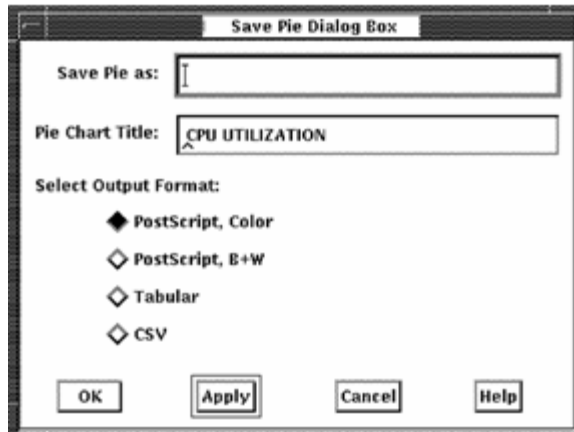 Save Pie Dialog Box
Save Pie as:
Pie Chart Title: CPU UTILIZATION
Select Output Format:
PostScript, Color
PostScript, B+W
Tabular
CSV
OK Apply Cancel Help